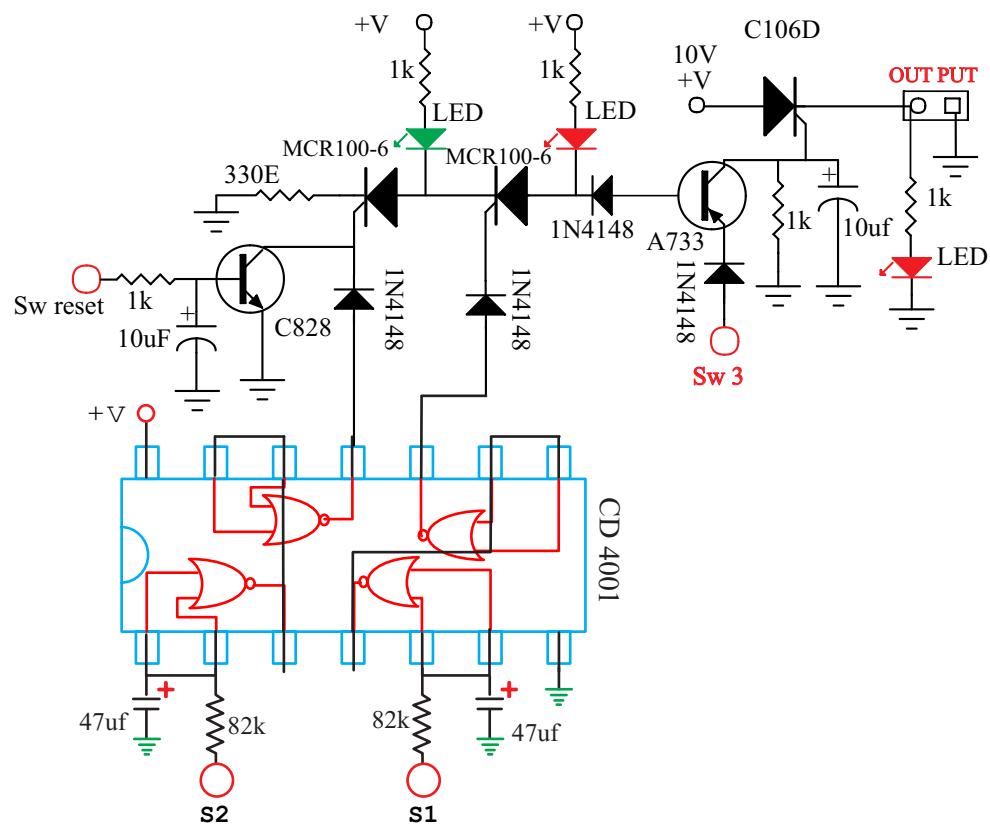 +V
+V
C106D
10V
+V
OUT PUT
1k
1k
LED
LED
MCR100-6
MCR100-6
330E
1N4148
A733
1k
+
10uf
1k
LED
Sw reset
1k
+
10uF
C828
1N4148
1N4148
1N4148
Sw 3
+V
CD 4001
+
47uf
82k
82k
+
47uf
S2
S1